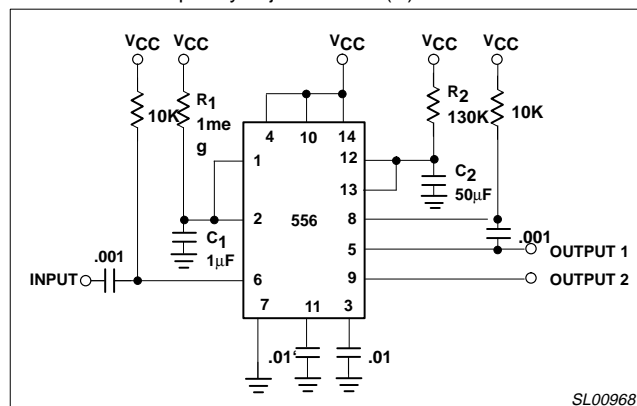 VCC VCC VCC VCC VCC
10K
R1
1me
g
4 10 14
R2
130K
10K
1
12
C2
50µF
13
2
556
8
C1
1µF
.001
5
.001
OUTPUT 1
INPUT
6
9
OUTPUT 2
7 11 3
.01
.01
SL00968